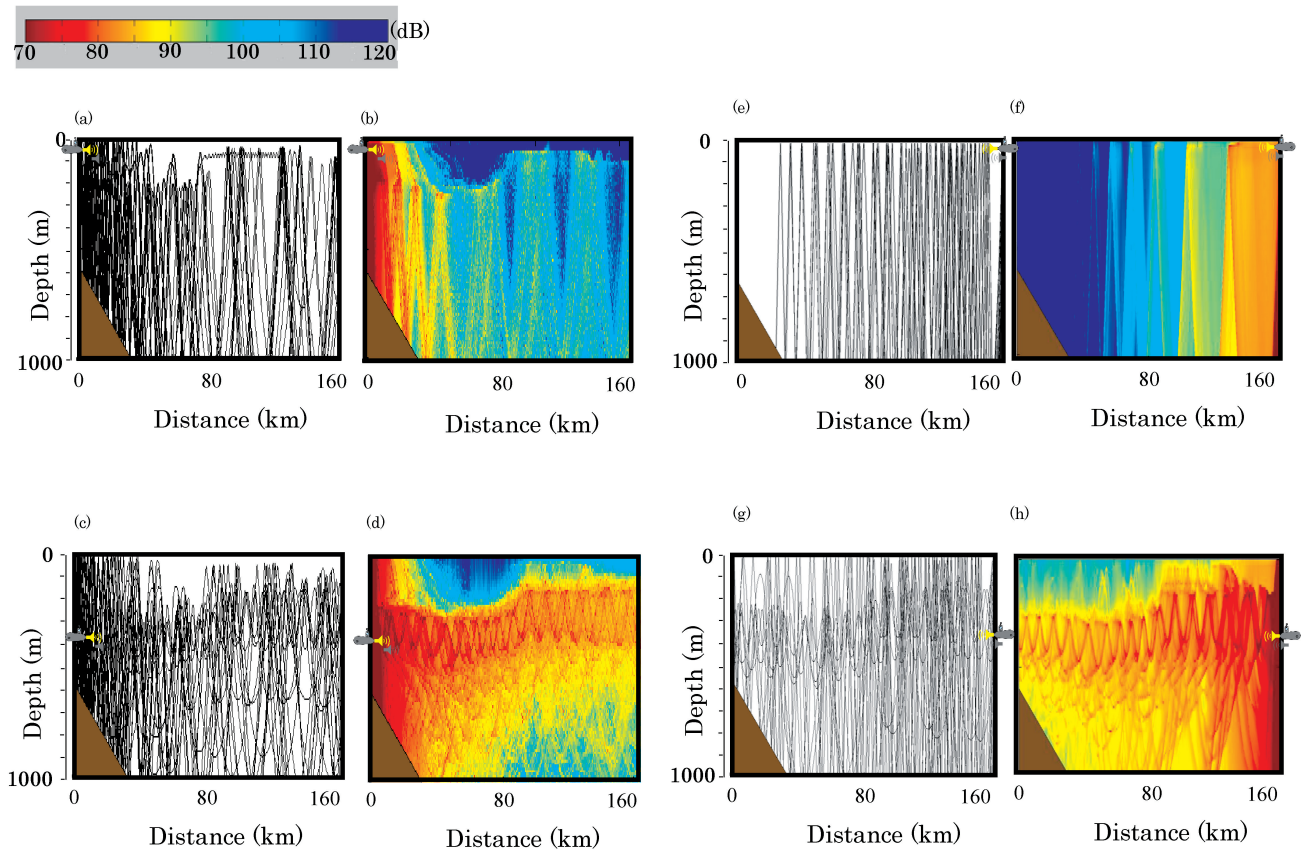 (dB)
70 80 90 100 110 120
(a) (b) (e) (f)
0 0
Depth (m) Depth (m)
1000 1000
0 80 160 0 80 160 0 80 160 0 80 160
Distance (km) Distance (km) Distance (km) Distance (km)
(c) (d) (g) (h)
0 0
Depth (m) Depth (m)
1000 1000
0 80 160 0 80 160 0 80 160 0 80 160
Distance (km) Distance (km) Distance (km) Distance (km)